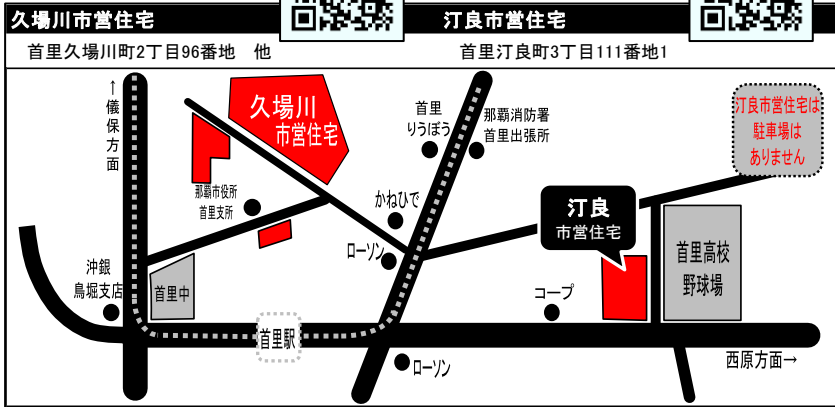 久場川市営住宅
汀良市営住宅
首里久場川町2丁目96番地 他
首里汀良町3丁目111番地1
↑儀保方面
久場川
市営住宅
首里
りうぼう
那覇消防署
首里出張所
汀良市営住宅は
駐車場は
ありません
那覇市役所
首里支所
かねひで
汀良
市営住宅
ローソン
首里高校
野球場
沖銀
鳥堀支店
首里中
コープ
首里駅
西原方面→
ローソン